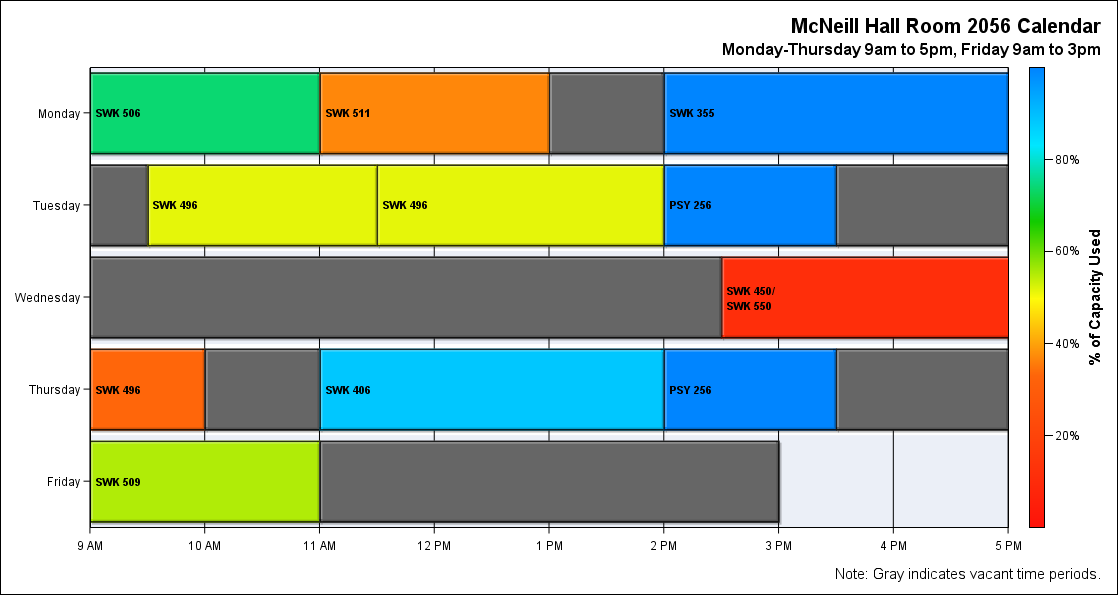 McNeill Hall Room 2056 Calendar
Monday-Thursday 9am to 5pm, Friday 9am to 3pm
Monday
SWK 506
SWK 511
SWK 355
Tuesday
SWK 496
SWK 496
PSY 256
Wednesday
SWK 450/
SWK 550
Thursday
SWK 496
SWK 406
PSY 256
Friday
SWK 509
9 AM
10 AM
11 AM
12 PM
1 PM
2 PM
3 PM
4 PM
5 PM
80%
60%
40%
20%
% of Capacity Used
Note: Gray indicates vacant time periods.